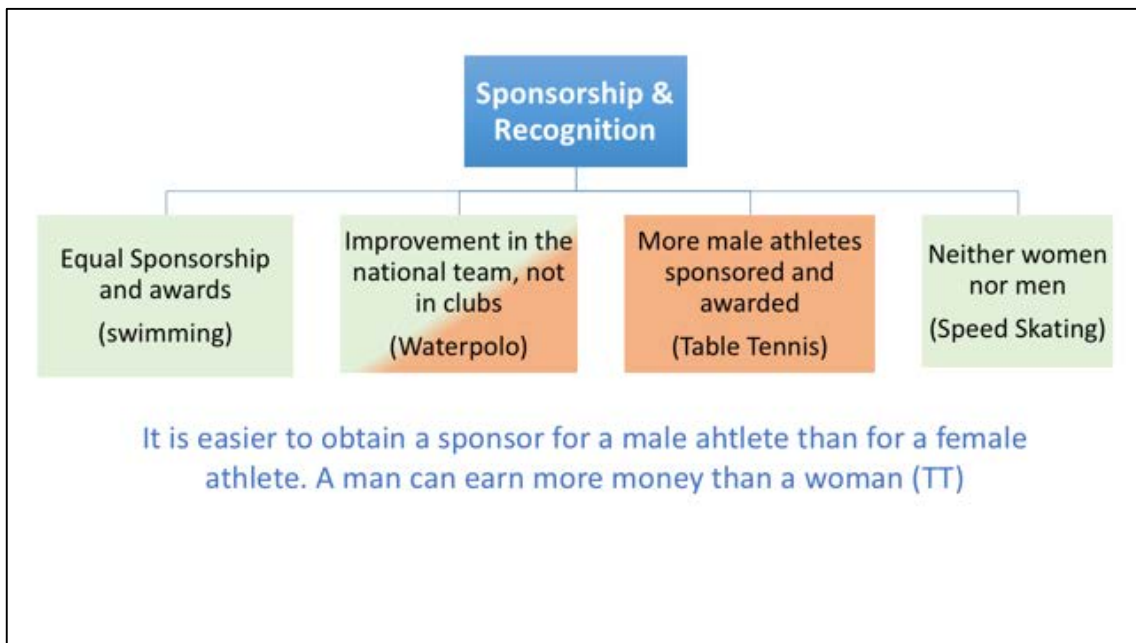 Sponsorship &
Recognition
Equal Sponsorship
and awards
(swimming)
Improvement in the
national team, not
in clubs
(Waterpolo)
More male athletes
sponsored and
awarded
(Table Tennis)
Neither women
nor men
(Speed Skating)
It is easier to obtain a sponsor for a male ahtlete than for a female
athlete. A man can earn more money than a woman (TT)